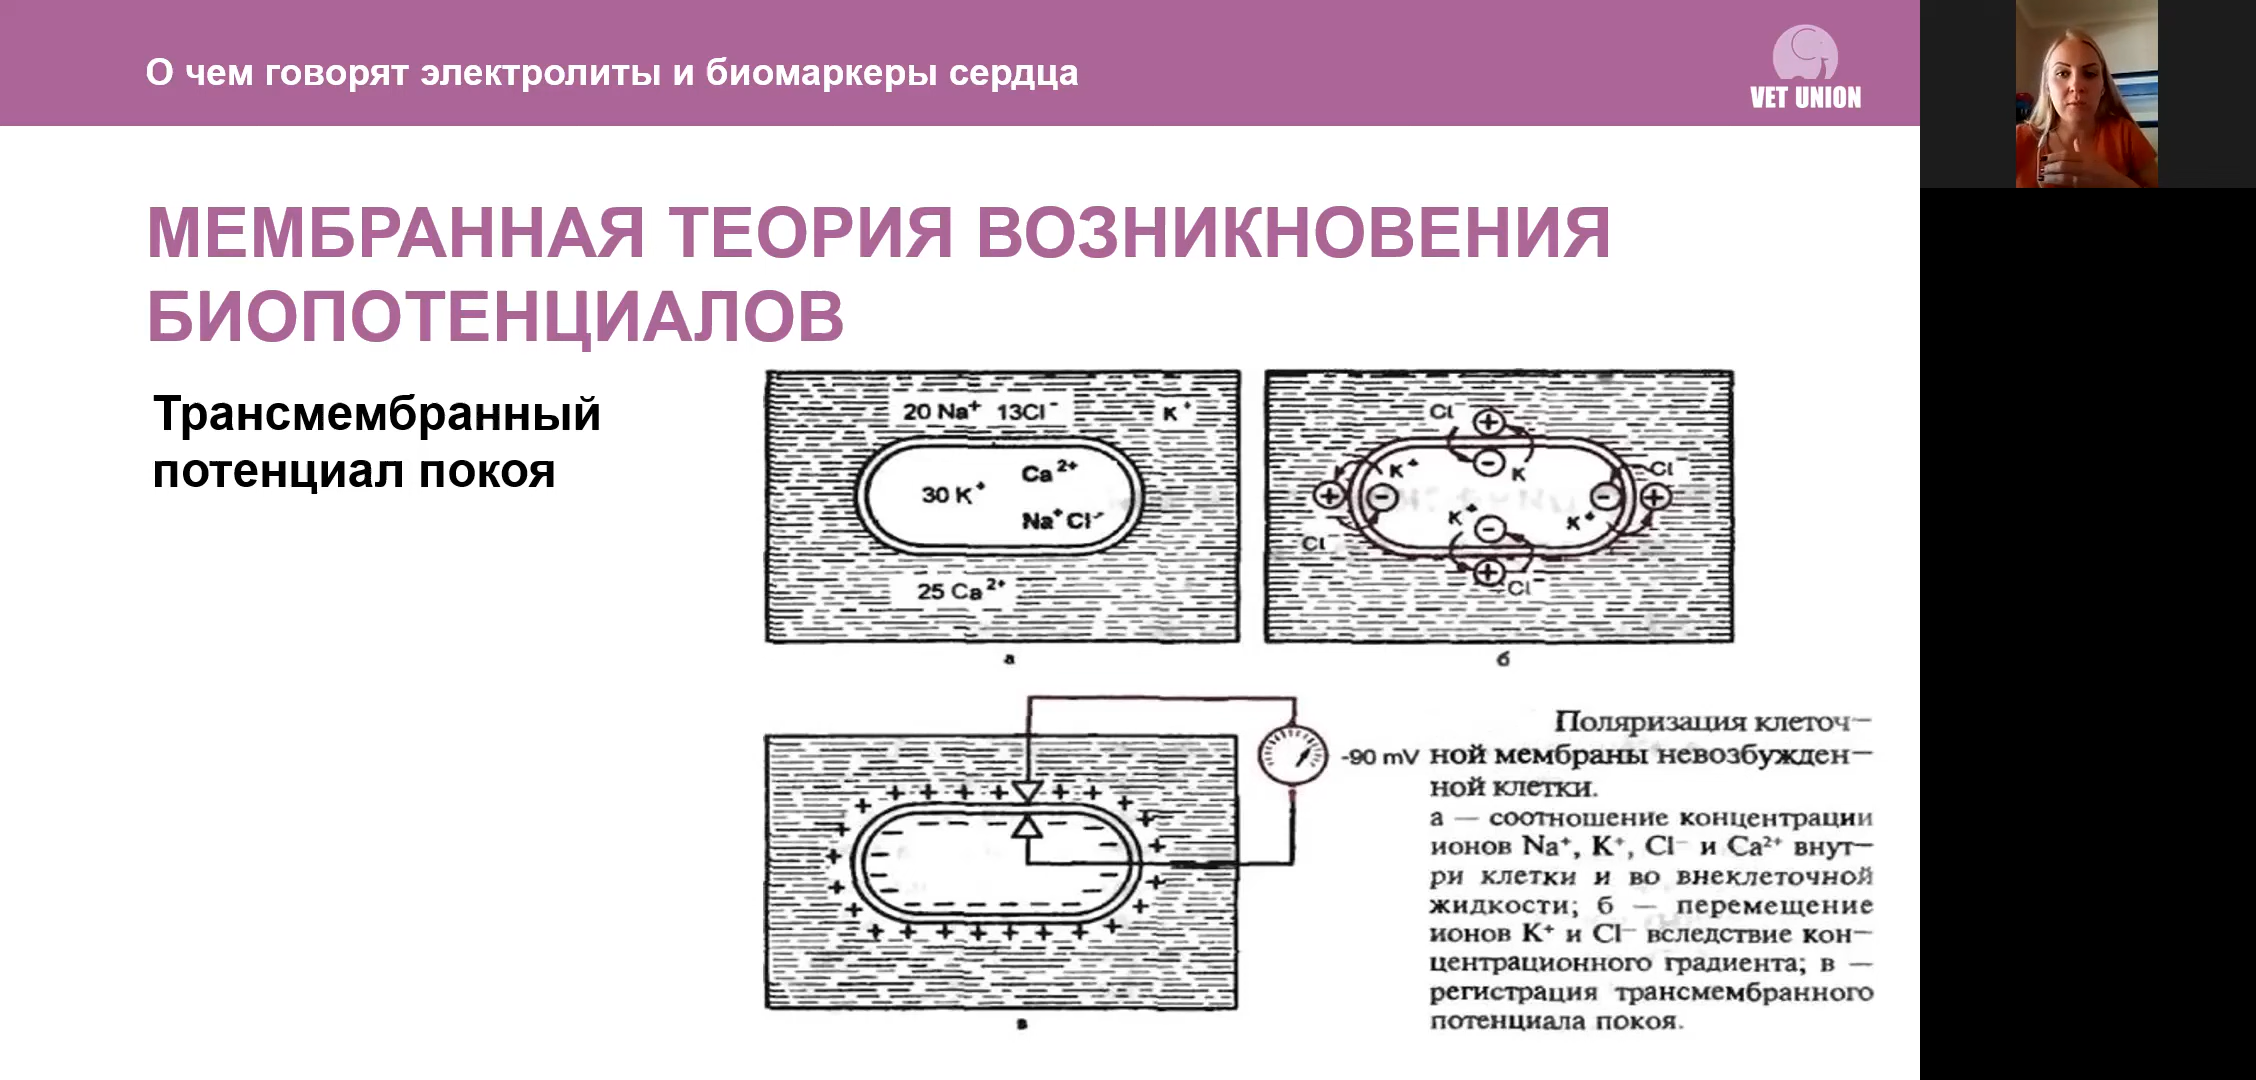 О чем говорят электролиты и биомаркеры сердца
VET UNION
МЕМБРАННАЯ ТЕОРИЯ ВОЗНИКНОВЕНИЯ
БИОПОТЕНЦИАЛОВ
Трансмембранный
потенциал покоя
20 Na⁺ 13Cl⁻ K⁺
Ca²⁺
30 K⁺
Na⁺Cl⁻
25 Ca²⁺
а
Cl⁻
K⁺ K Cl⁻
K⁺ K⁺
Cl
Cl⁻
б
-90 mV
в
Поляризация клеточ—
ной мембраны невозбужден—
ной клетки.
а — соотношение концентрации
ионов Na⁺, K⁺, Cl⁻ и Ca²⁺ внут—
ри клетки и во внеклеточной
жидкости; б — перемещение
ионов K⁺ и Cl⁻ вследствие кон—
центрационного градиента; в —
регистрация трансмембранного
потенциала покоя.